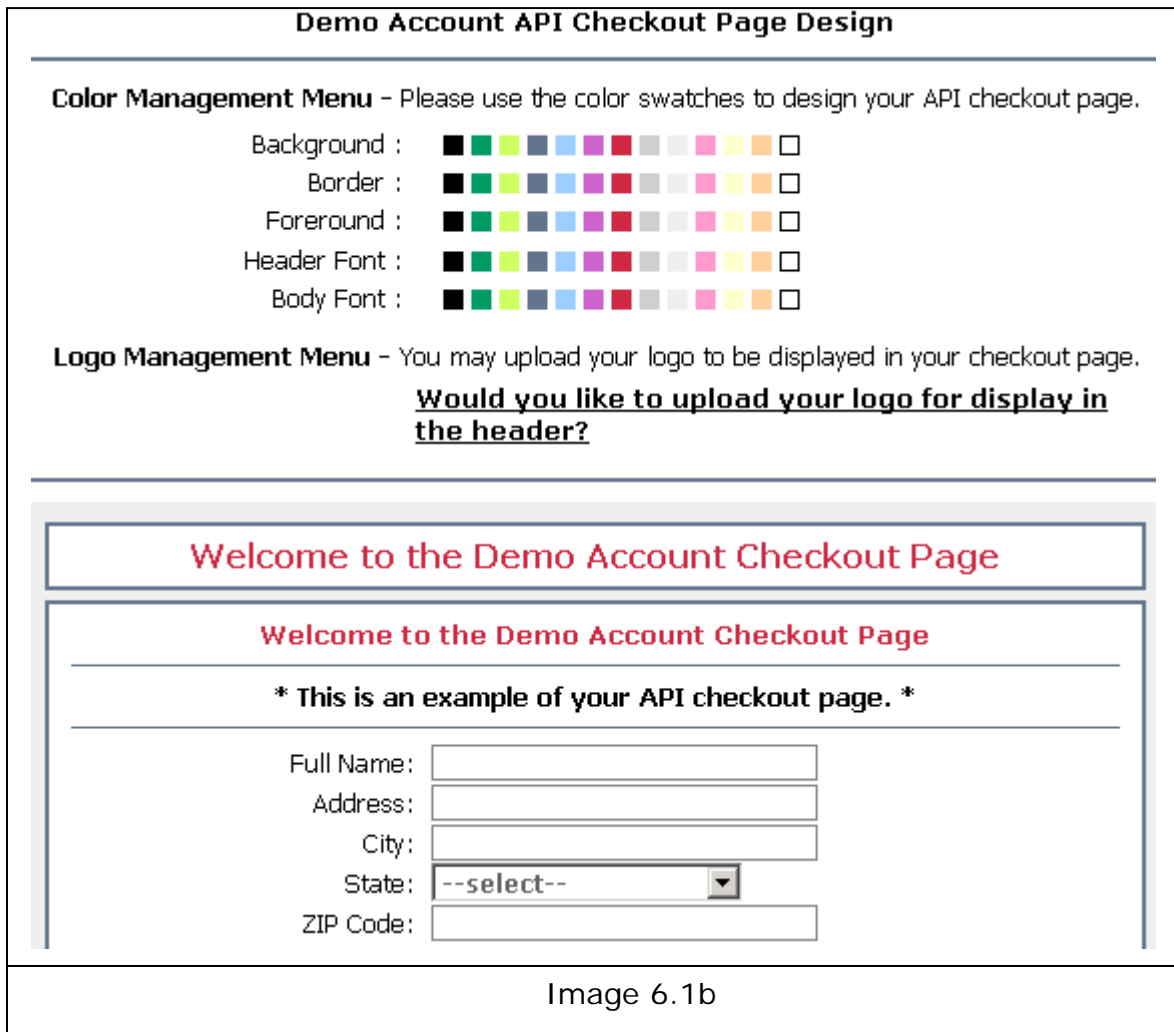 Demo Account API Checkout Page Design
Color Management Menu – Please use the color swatches to design your API checkout page.
Background :
Border :
Foreround :
Header Font :
Body Font :
Logo Management Menu – You may upload your logo to be displayed in your checkout page.
Would you like to upload your logo for display in
the header?
Welcome to the Demo Account Checkout Page
Welcome to the Demo Account Checkout Page
* This is an example of your API checkout page. *
Full Name:
Address:
City:
State: --select--
ZIP Code:
Image 6.1b